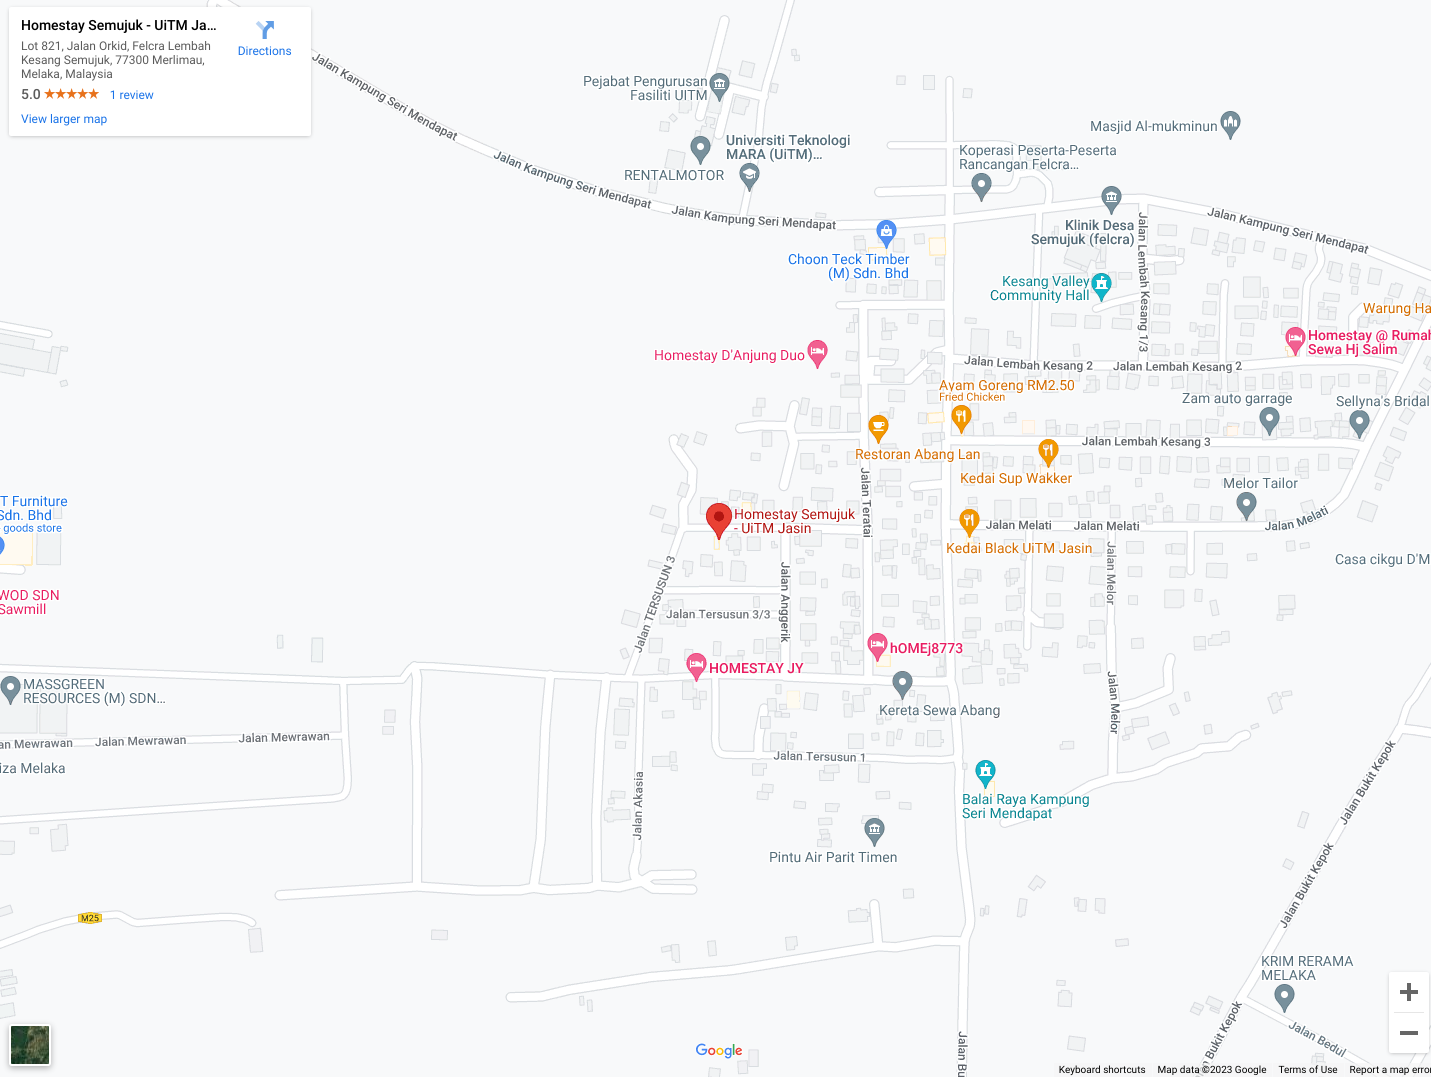 Homestay Semujuk - UiTM Ja...
Lot 821, Jalan Orkid, Felcra Lembah
Kesang Semujuk, 77300 Merlimau,
Melaka, Malaysia
5.0
1 review
View larger map
Directions
Jalan Kampung Seri Mendapat
Jalan Kampung Seri Mendapat
Jalan Kampung Seri Mendapat
Jalan Kampung Seri Mendapat
Pejabat Pengurusan
Fasiliti UITM
RENTALMOTOR
Universiti Teknologi
MARA (UiTM)...
Masjid Al-mukminun
Koperasi Peserta-Peserta
Rancangan Felcra...
Klinik Desa
Semujuk (felcra)
Choon Teck Timber
(M) Sdn. Bhd
Kesang Valley
Community Hall
Jalan Lembah Kesang 1/3
Warung Ha
Homestay @ Rumah
Sewa Hj Salim
Homestay D'Anjung Duo
Jalan Lembah Kesang 2
Jalan Lembah Kesang 2
Ayam Goreng RM2.50
Fried Chicken
Zam auto garrage
Sellyna's Bridal
Restoran Abang Lan
Jalan Lembah Kesang 3
Kedai Sup Wakker
Melor Tailor
Jalan Teratai
T Furniture
Sdn. Bhd
goods store
Homestay Semujuk
- UiTM Jasin
Jalan Melati
Jalan Melati
Jalan Melati
Kedai Black UiTM Jasin
Casa cikgu D'M
Jalan TERSUSUN 3
Jalan Anggerik
Jalan Melor
WOD SDN
Sawmill
Jalan Tersusun 3/3
hOMEj8773
HOMESTAY JY
MASSGREEN
RESOURCES (M) SDN...
Kereta Sewa Abang
Jalan Melor
an Mewrawan
Jalan Mewrawan
Jalan Mewrawan
iza Melaka
Jalan Tersusun 1
Jalan Akasia
Balai Raya Kampung
Seri Mendapat
Jalan Bukit Kepok
Pintu Air Parit Timen
Jalan Bukit Kepok
M25
KRIM RERAMA
MELAKA
Jalan Bu
n Bukit Kepok
Jalan Bedul
Google
Keyboard shortcuts
Map data ©2023 Google
Terms of Use
Report a map error